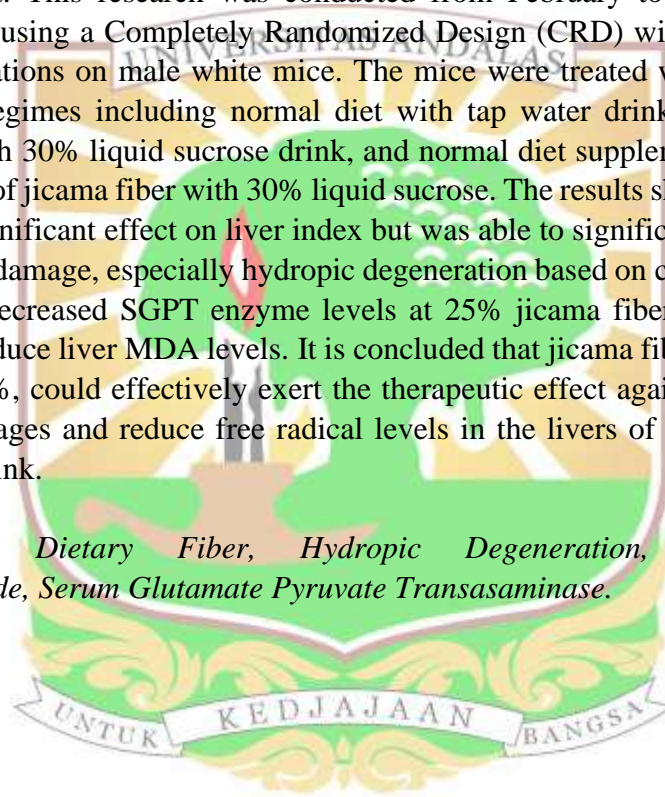 . This research was conducted from February to
using a Completely Randomized Design (CRD) wi
ations on male white mice. The mice were treated
egimes including normal diet with tap water drink
h 30% liquid sucrose drink, and normal diet supplem
of jicama fiber with 30% liquid sucrose. The results s
nificant effect on liver index but was able to signific
damage, especially hydropic degeneration based on c
ecreased SGPT enzyme levels at 25% jicama fiber
duce liver MDA levels. It is concluded that jicama fi
%, could effectively exert the therapeutic effect agai
ages and reduce free radical levels in the livers of
ink.
Dietary Fiber, Hydropic Degeneration,
de, Serum Glutamate Pyruvate Transasaminase.
UNIVERSITAS ANDALAS
UNTUK KEDJAJAAN BANGSA